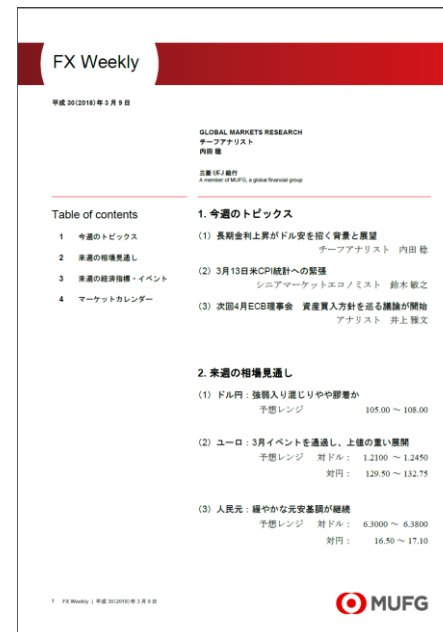 FX Weekly
平成 30(2018)年 3 月 9 日
GLOBAL MARKETS RESEARCH
チーフアナリスト
内田 稔
三菱 UFJ 銀行
A member of MUFG, a global financial group
Table of contents
1 今週のトピックス
2 来週の相場見通し
3 来週の経済指標・イベント
4 マーケットカレンダー
1. 今週のトピックス
（1）長期金利上昇がドル安を招く背景と展望
チーフアナリスト 内田 稔
（2）3月13日米CPI統計への緊張
シニアマーケットエコノミスト 鈴木 敏之
（3）次回4月ECB理事会 資産買入方針を巡る議論が開始
アナリスト 井上 雅文
2. 来週の相場見通し
（1）ドル円：強弱入り混じりやや膠着か
予想レンジ 105.00 ～ 108.00
（2）ユーロ：3月イベントを通過し、上値の重い展開
予想レンジ 対ドル： 1.2100 ～ 1.2450
対円： 129.50 ～ 132.75
（3）人民元：緩やかな元安基調が継続
予想レンジ 対ドル： 6.3000 ～ 6.3800
対円： 16.50 ～ 17.10
1 FX Weekly | 平成 30(2018)年 3 月 9 日
MUFG